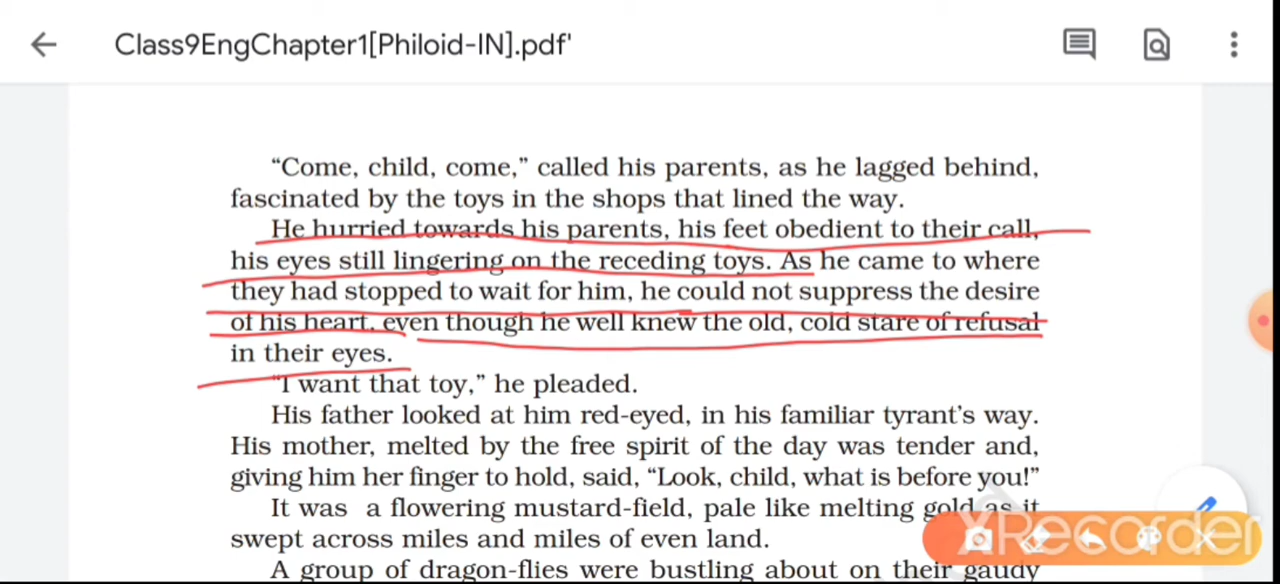 Class9EngChapter1[Philoid-IN].pdf'
“Come, child, come,” called his parents, as he lagged behind,
fascinated by the toys in the shops that lined the way.
He hurried towards his parents, his feet obedient to their call,
his eyes still lingering on the receding toys. As he came to where
they had stopped to wait for him, he could not suppress the desire
of his heart, even though he well knew the old, cold stare of refusal
in their eyes.
“I want that toy,” he pleaded.
His father looked at him red-eyed, in his familiar tyrant’s way.
His mother, melted by the free spirit of the day was tender and,
giving him her finger to hold, said, “Look, child, what is before you!”
It was a flowering mustard-field, pale like melting gold as it
swept across miles and miles of even land.
A group of dragon-flies were bustling about on their gaudy
XRecorder